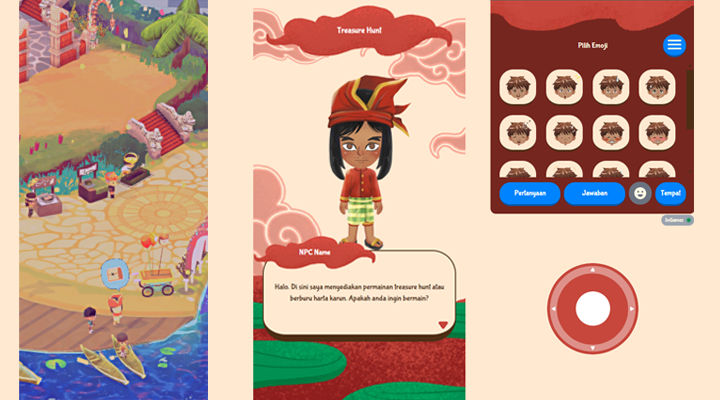 Treasure Hunt
NPC Name
Halo. Di sini saya menyediakan permainan treasure hunt atau
berburu harta karun. Apakah anda ingin bermain?
Pilih Emoji
Pertanyaan
Jawaban
Tempat